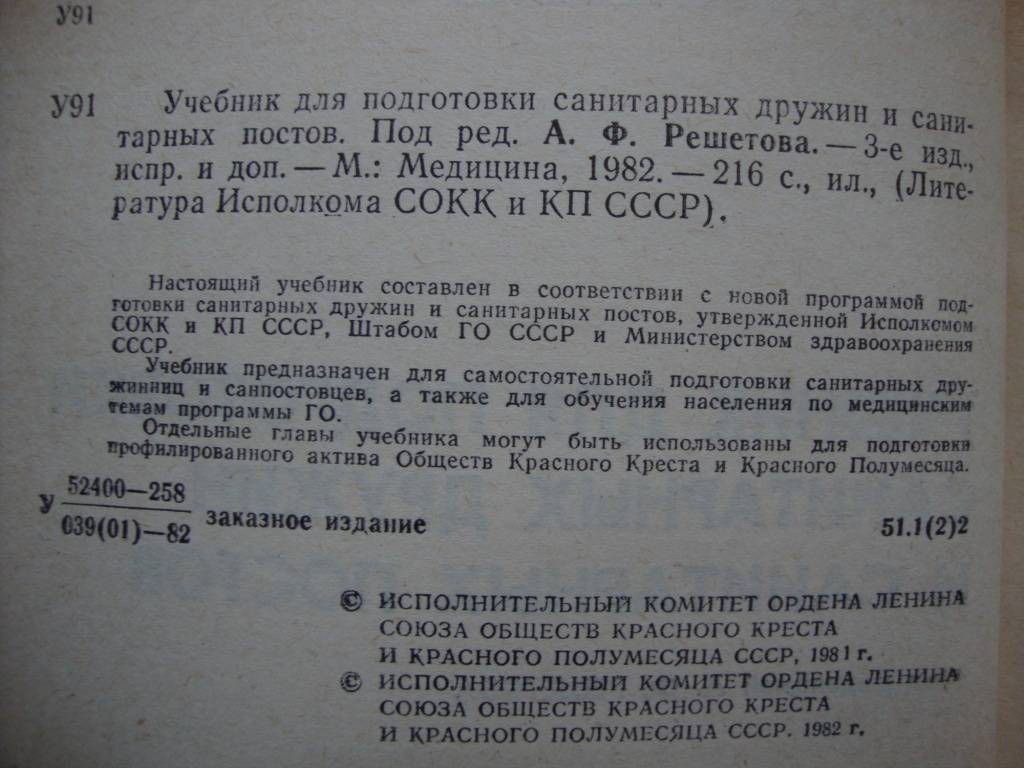 У91
У91 Учебник для подготовки санитарных дружин и сани-
тарных постов. Под ред. А. Ф. Решетова. — 3-е изд.,
испр. и доп. — М.: Медицина, 1982. — 216 с., ил., (Лите-
ратура Исполкома СОКК и КП СССР).
Настоящий учебник составлен в соответствии с новой программой под-
готовки санитарных дружин и санитарных постов, утвержденной Исполкомом
СОКК и КП СССР, Штабом ГО СССР и Министерством здравоохранения
СССР.
Учебник предназначен для самостоятельной подготовки санитарных дру-
жинниц и санпостовцев, а также для обучения населения по медицинским
темам программы ГО.
Отдельные главы учебника могут быть использованы для подготовки
профилированного актива Обществ Красного Креста и Красного Полумесяца.
52400—258
У заказное издание 51.1(2)2
039(01)—82
© ИСПОЛНИТЕЛЬНЫЙ КОМИТЕТ ОРДЕНА ЛЕНИНА
СОЮЗА ОБЩЕСТВ КРАСНОГО КРЕСТА
И КРАСНОГО ПОЛУМЕСЯЦА СССР, 1981 г.
© ИСПОЛНИТЕЛЬНЫЙ КОМИТЕТ ОРДЕНА ЛЕНИНА
СОЮЗА ОБЩЕСТВ КРАСНОГО КРЕСТА
И КРАСНОГО ПОЛУМЕСЯЦА СССР. 1982 г.